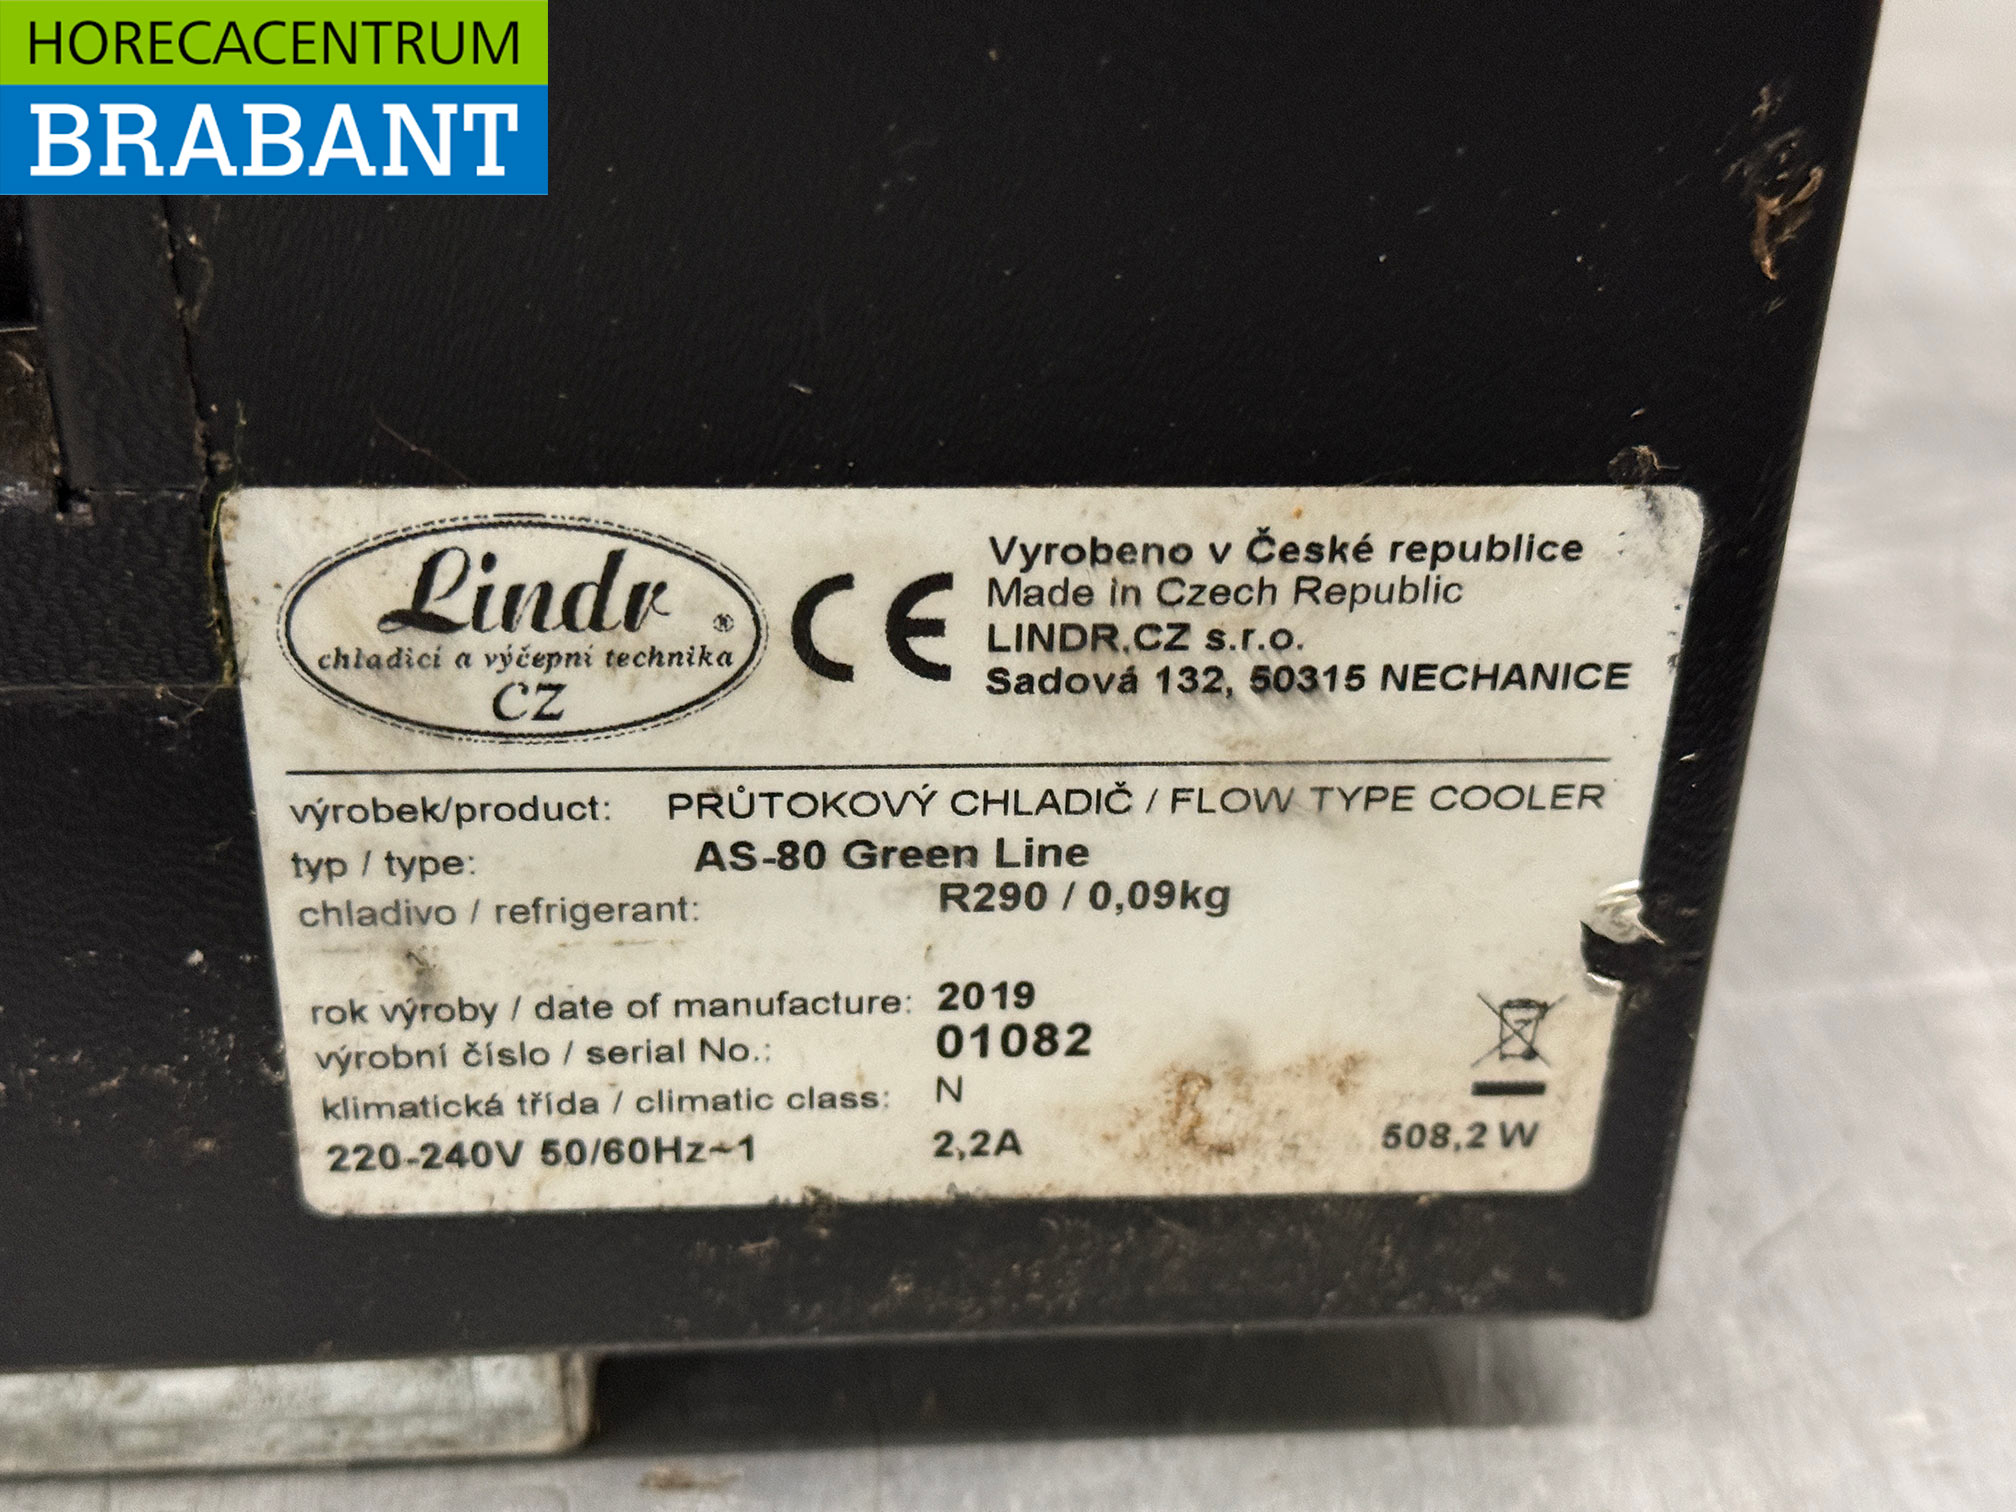 HORECACENTRUM
BRABANT
Lindr ®
chladicí a výčepní technika
CZ
CE
Vyrobeno v České republice
Made in Czech Republic
LINDR.CZ s.r.o.
Sadová 132, 50315 NECHANICE
výrobek/product: PRŮTOKOVÝ CHLADIČ / FLOW TYPE COOLER
typ / type: AS-80 Green Line
chladivo / refrigerant: R290 / 0,09kg
rok výroby / date of manufacture: 2019
výrobní číslo / serial No.: 01082
klimatická třída / climatic class: N
220-240V 50/60Hz~1 2,2A 508,2 W